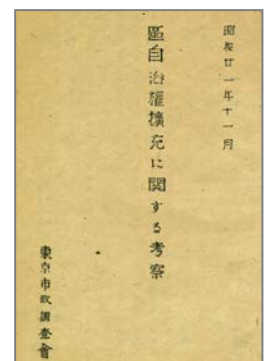 昭和廿一年十一月
區自治權擴充に関する考察
東京市政調査會